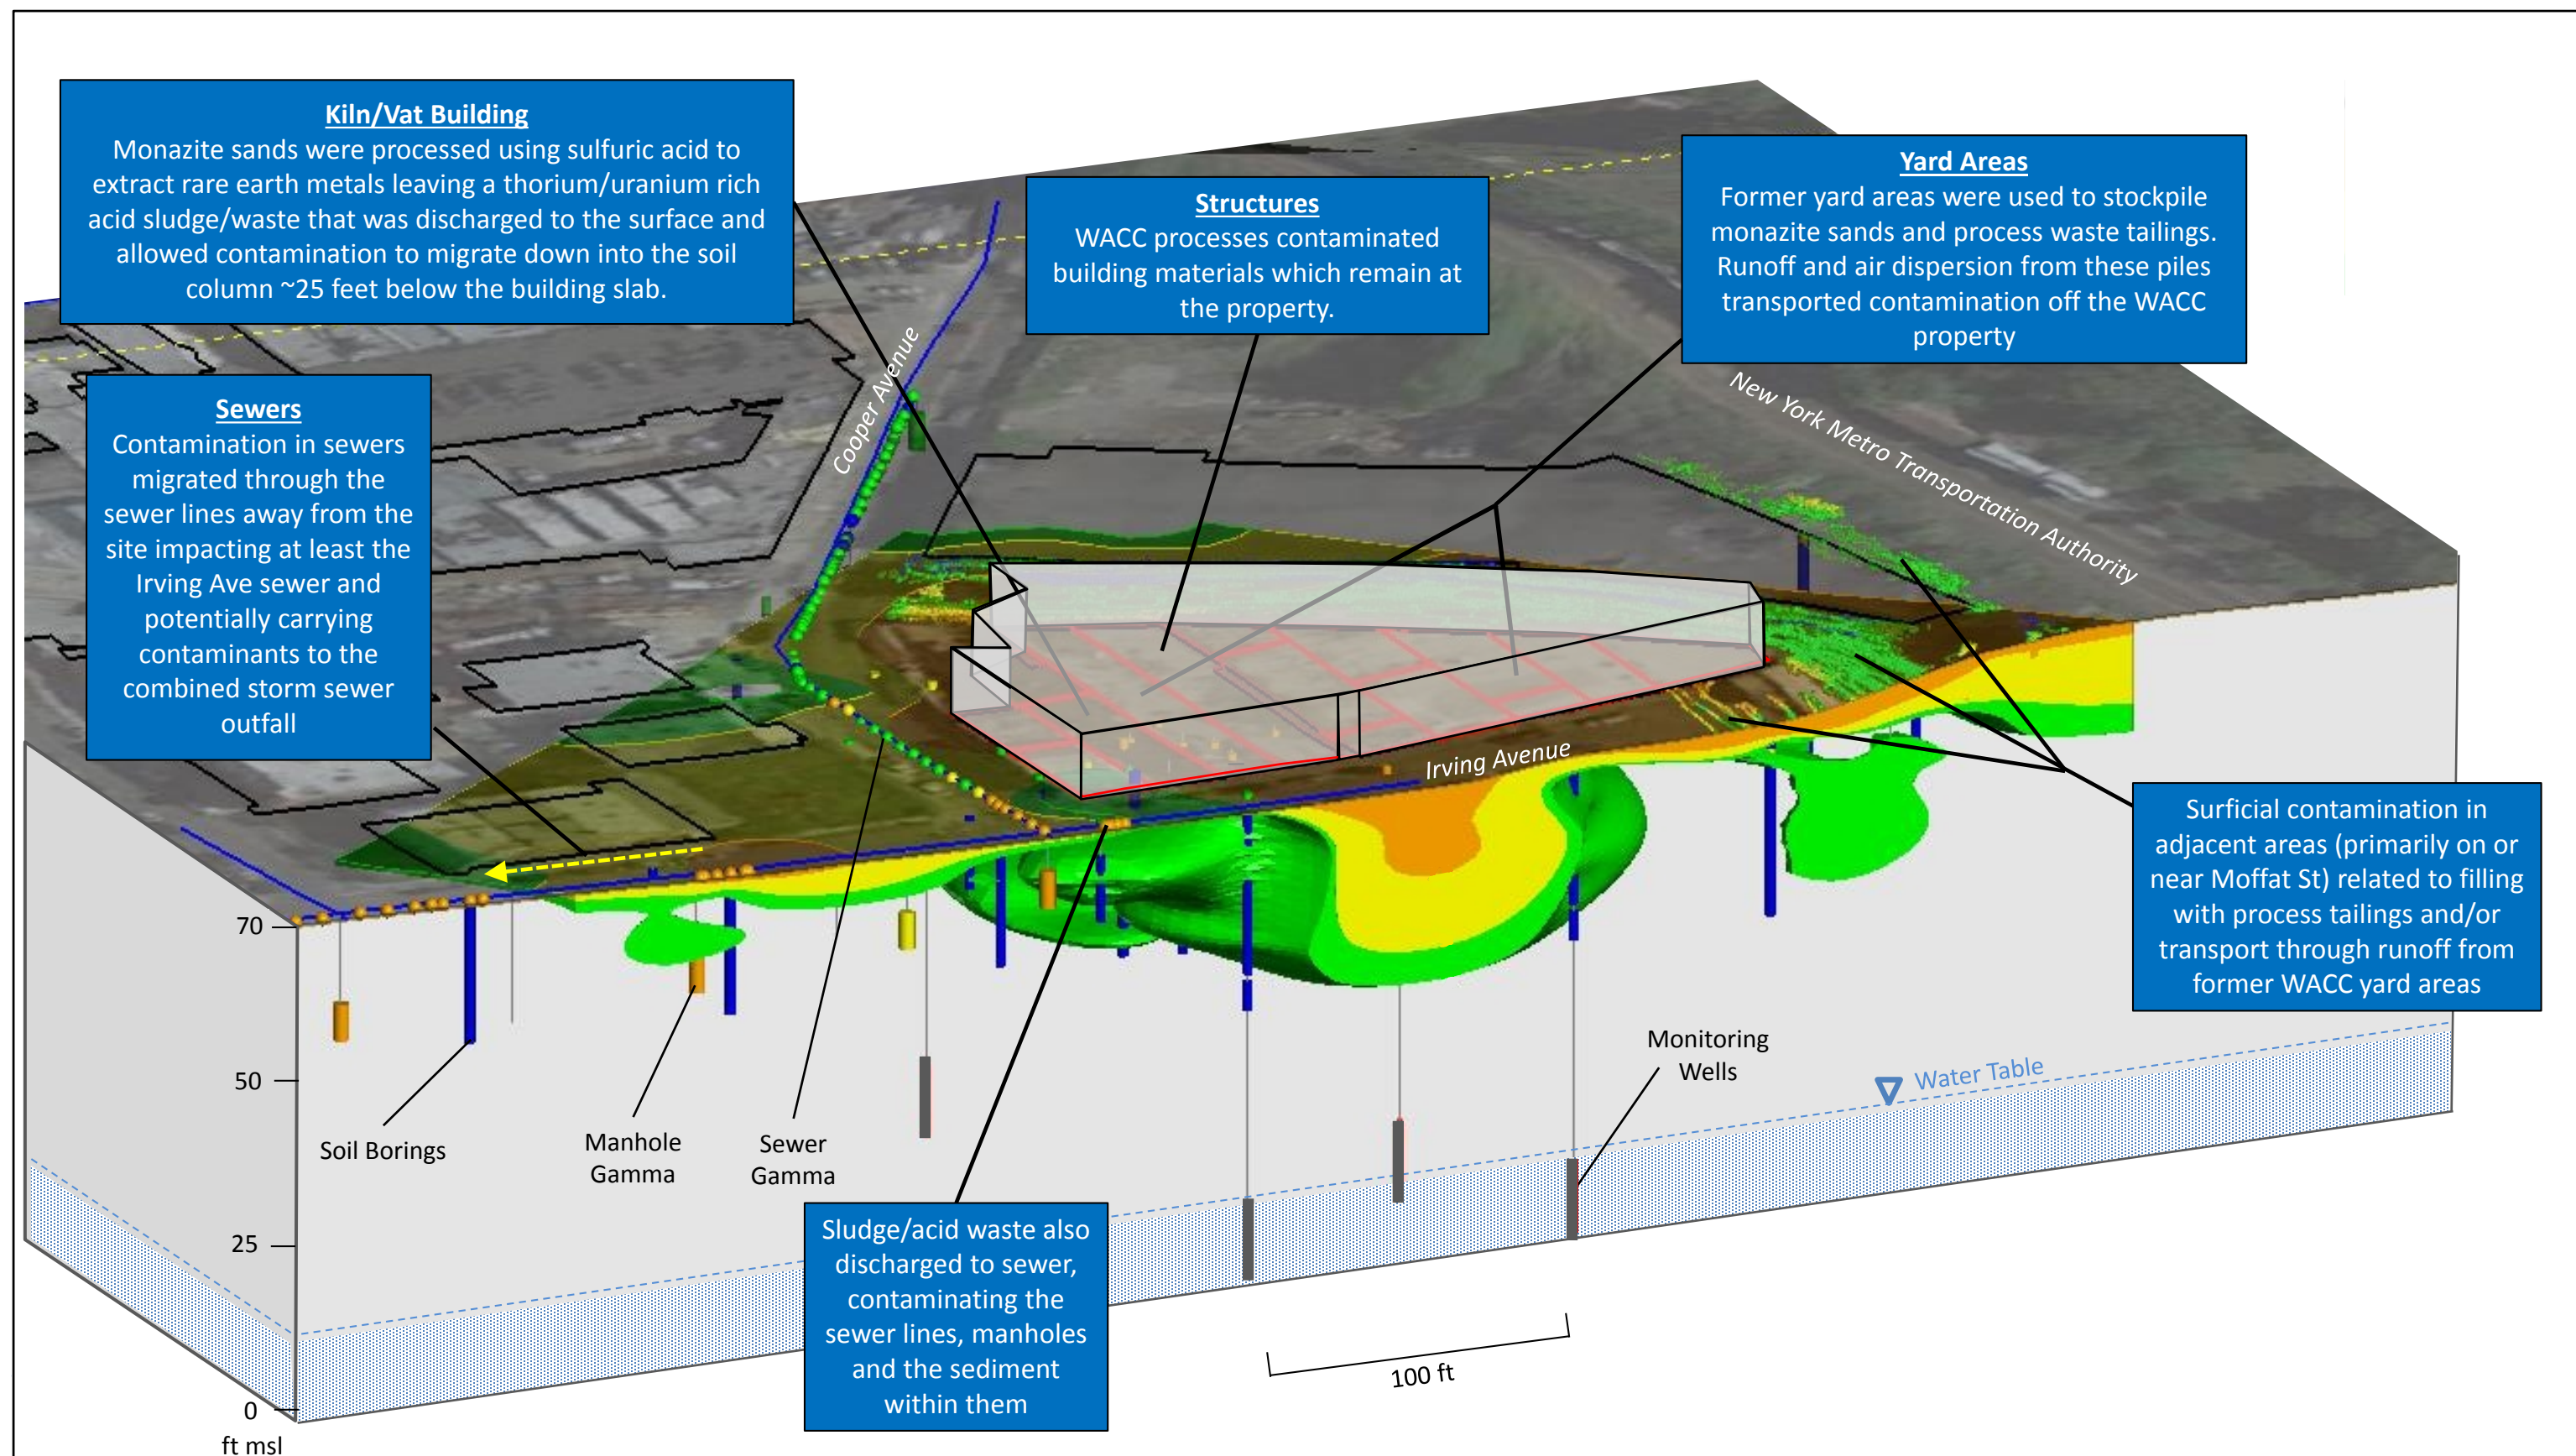 Kiln/Vat Building
Monazite sands were processed using sulfuric acid to
extract rare earth metals leaving a thorium/uranium rich
acid sludge/waste that was discharged to the surface and
allowed contamination to migrate down into the soil
column ~25 feet below the building slab.
Structures
WACC processes contaminated
building materials which remain at
the property.
Yard Areas
Former yard areas were used to stockpile
monazite sands and process waste tailings.
Runoff and air dispersion from these piles
transported contamination off the WACC
property
Sewers
Contamination in sewers
migrated through the
sewer lines away from the
site impacting at least the
Irving Ave sewer and
potentially carrying
contaminants to the
combined storm sewer
outfall
Cooper Avenue
New York Metro Transportation Authority
Irving Avenue
Surficial contamination in
adjacent areas (primarily on or
near Moffat St) related to filling
with process tailings and/or
transport through runoff from
former WACC yard areas
70
50
25
0
ft msl
Soil Borings
Manhole
Gamma
Sewer
Gamma
Monitoring
Wells
Water Table
Sludge/acid waste also
discharged to sewer,
contaminating the
sewer lines, manholes
and the sediment
within them
100 ft